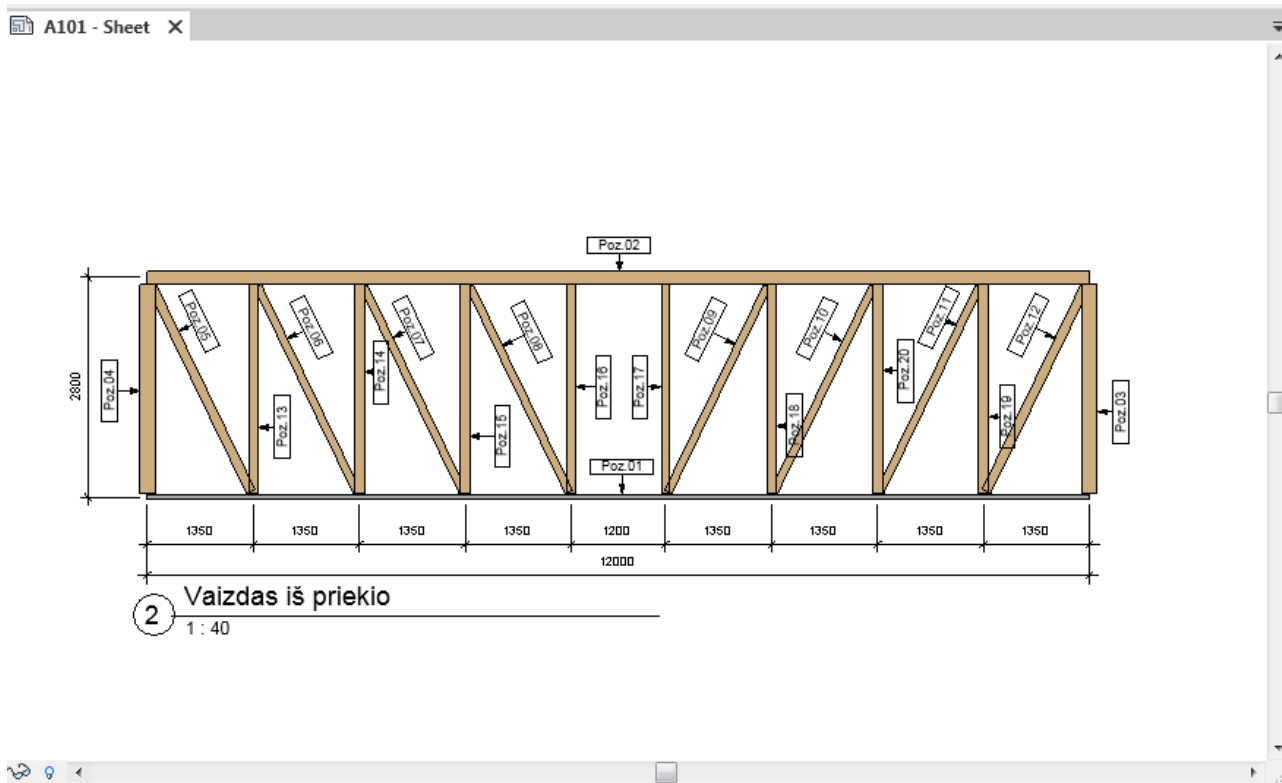 A101 - Sheet
Poz.02
Poz.05
Poz.06
Poz.07
Poz.08
Poz.09
Poz.10
Poz.11
Poz.12
Poz.04
2800
Poz.13
Poz.14
Poz.15
Poz.16
Poz.17
Poz.18
Poz.20
Poz.19
Poz.03
Poz.01
1350 1350 1350 1350 1200 1350 1350 1350 1350
12000
2 Vaizdas iš priekio
1 : 40